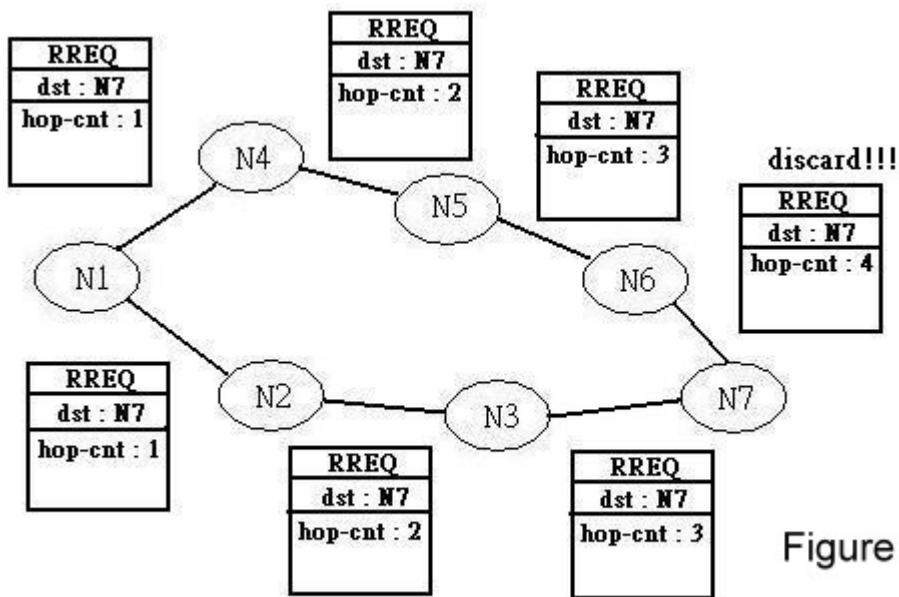 RREQ
dst : N7
hop-cnt : 1
RREQ
dst : N7
hop-cnt : 2
RREQ
dst : N7
hop-cnt : 3
discard!!!
RREQ
dst : N7
hop-cnt : 4
N4
N5
N1
N6
RREQ
dst : N7
hop-cnt : 1
N2
N3
N7
RREQ
dst : N7
hop-cnt : 2
RREQ
dst : N7
hop-cnt : 3
Figure